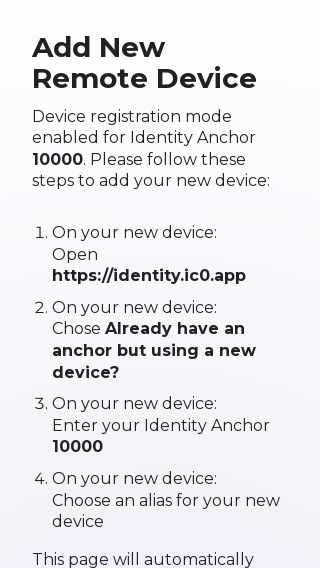 Add New
Remote Device
Device registration mode
enabled for Identity Anchor
10000. Please follow these
steps to add your new device:
1. On your new device:
Open
https://identity.ic0.app
2. On your new device:
Chose Already have an
anchor but using a new
device?
3. On your new device:
Enter your Identity Anchor
10000
4. On your new device:
Choose an alias for your new
device
This page will automatically